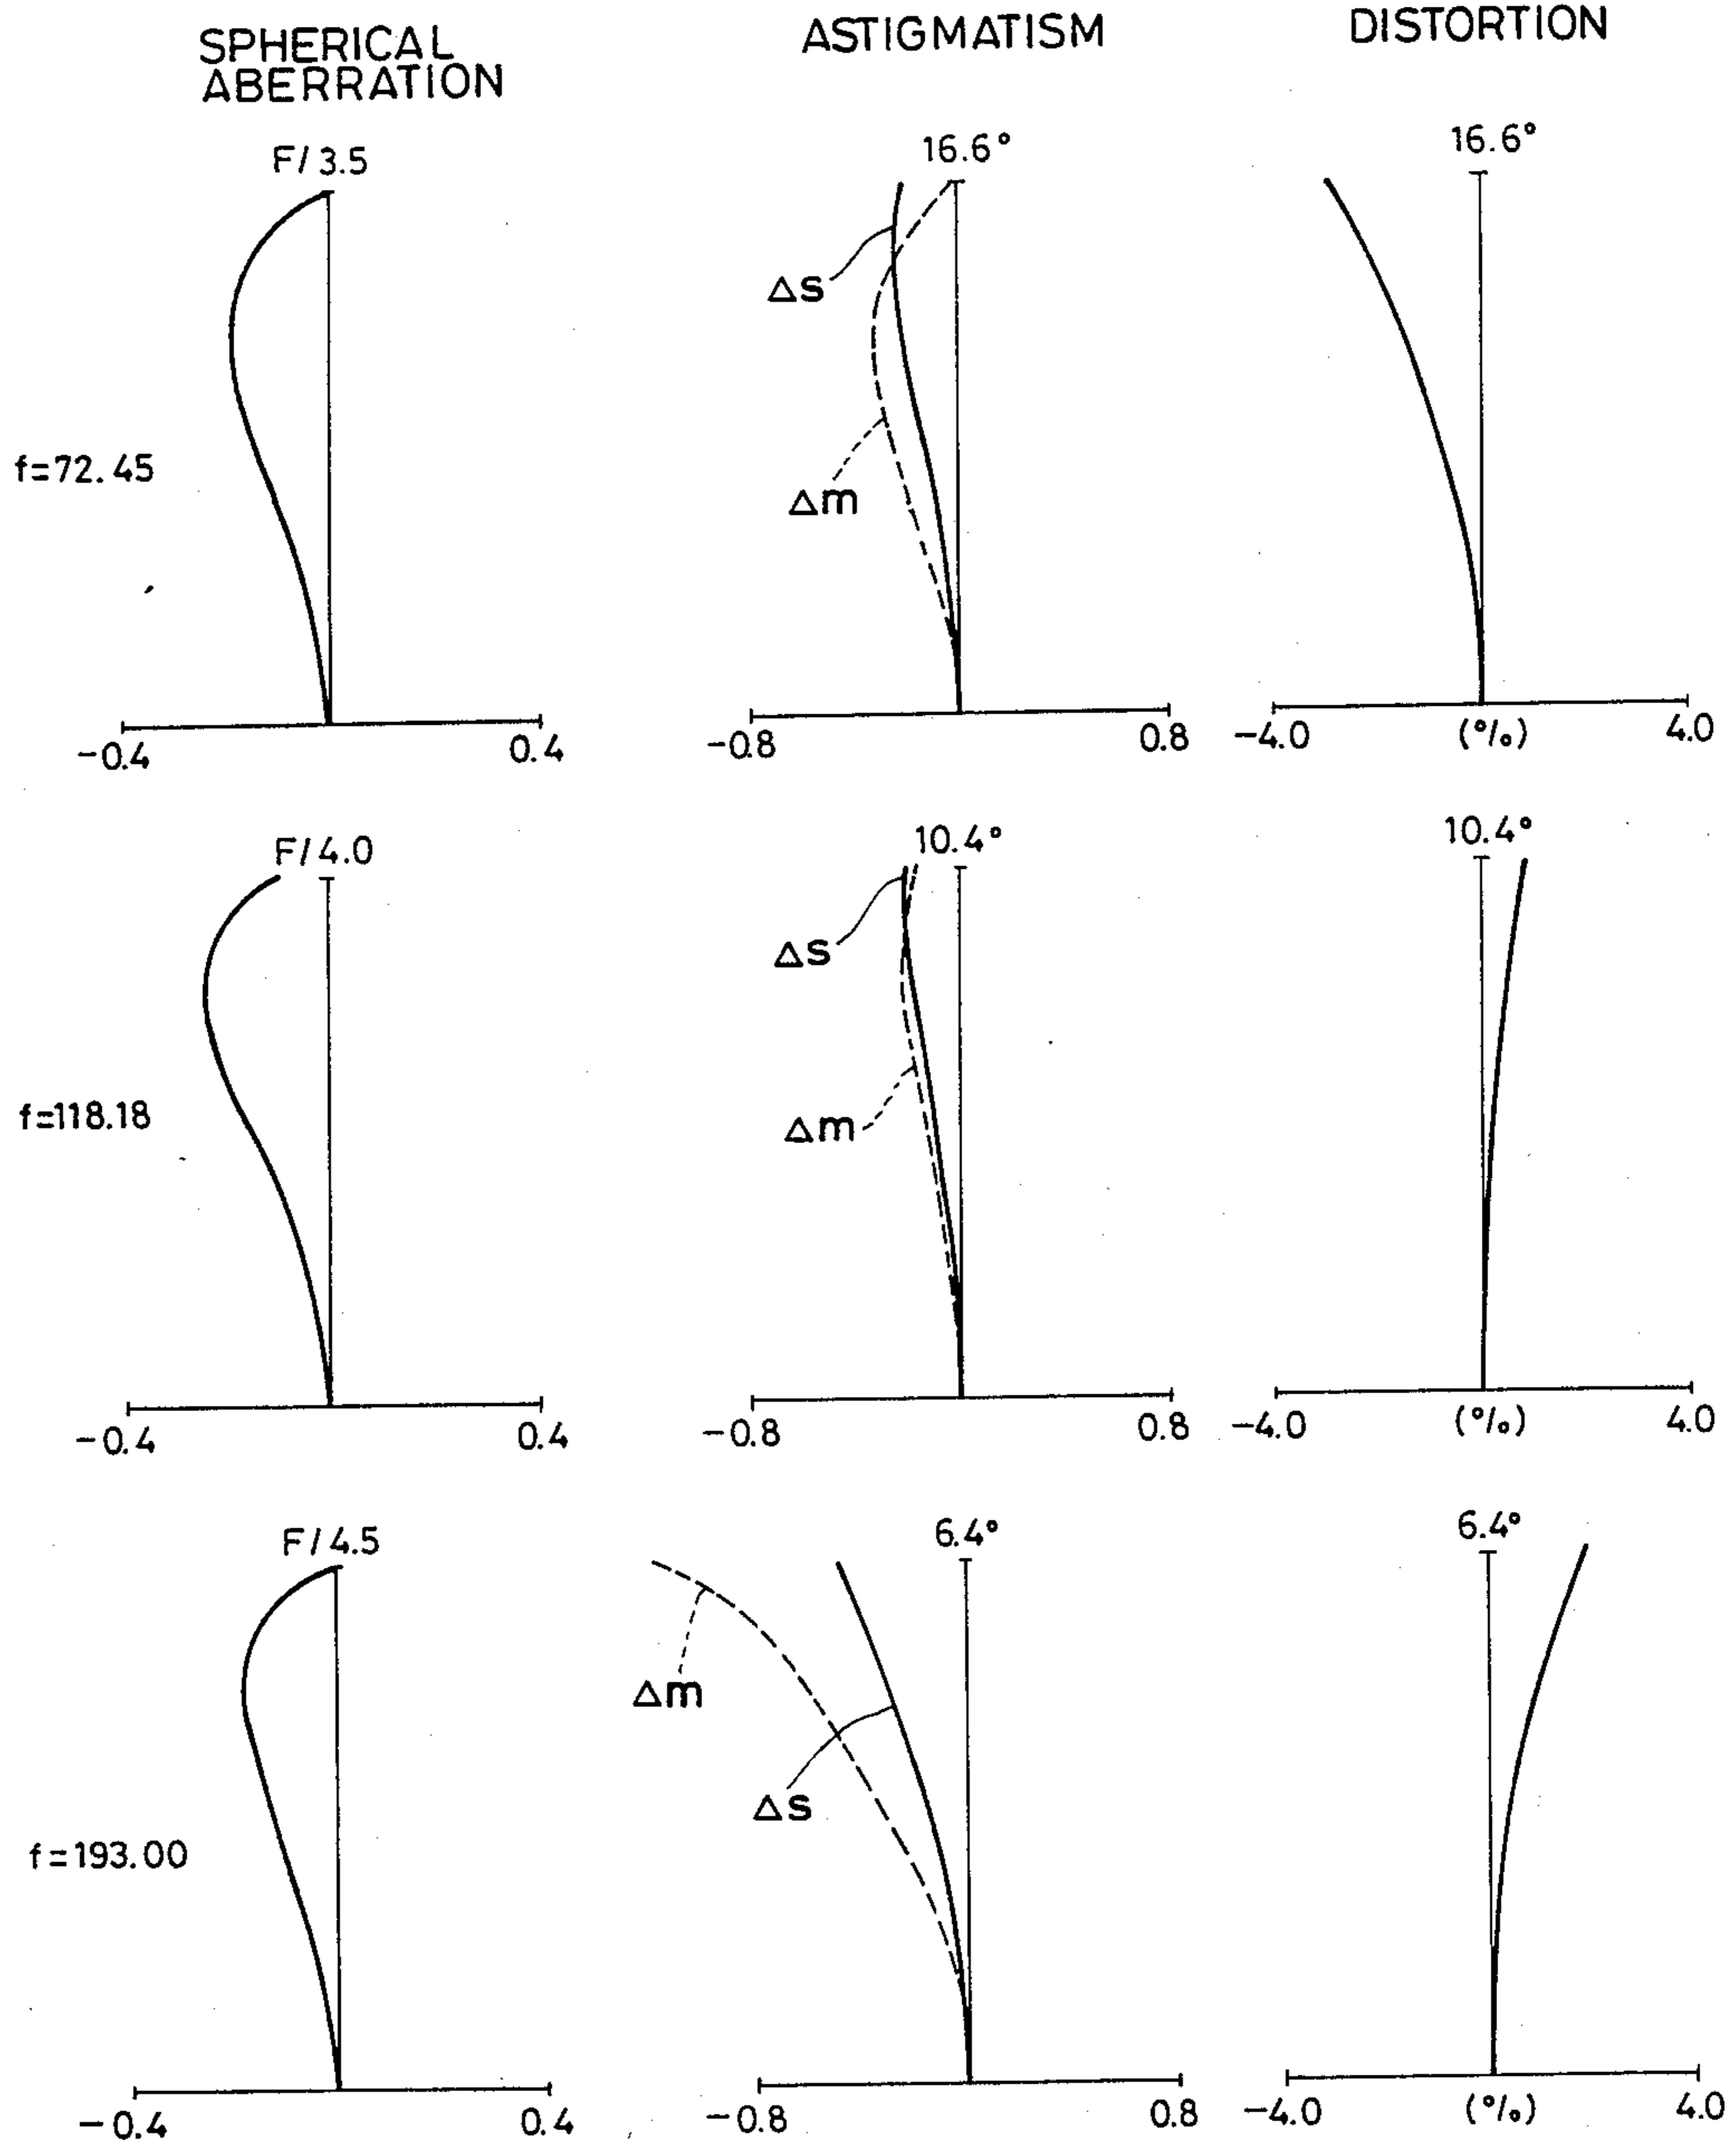 SPHERICAL
ABERRATION
ASTIGMATISM
DISTORTION
F/3.5
16.6°
16.6°
Δs
f=72.45
Δm
-0.4
0.4
-0.8
0.8
-4.0
(%)
4.0
F/4.0
10.4°
10.4°
Δs
f=118.18
Δm
-0.4
0.4
-0.8
0.8
-4.0
(%)
4.0
F/4.5
6.4°
6.4°
Δm
Δs
f=193.00
-0.4
0.4
-0.8
0.8
-4.0
(%)
4.0